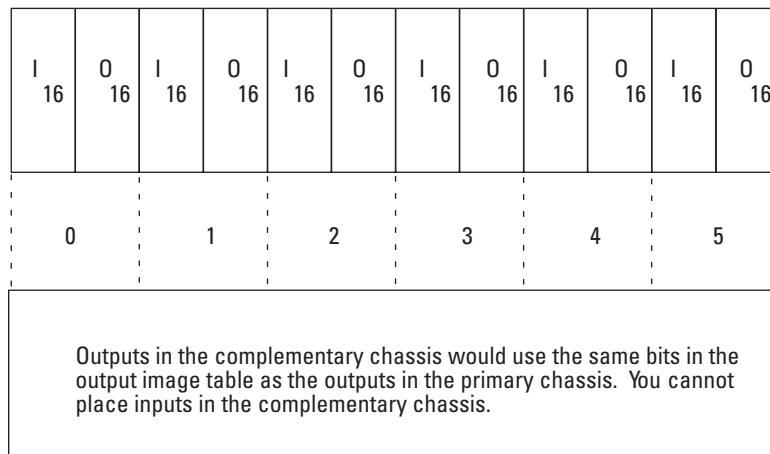 I O I O I O I O I O I O
16 16 16 16 16 16 16 16 16 16 16 16
0 1 2 3 4 5
Outputs in the complementary chassis would use the same bits in the
output image table as the outputs in the primary chassis. You cannot
place inputs in the complementary chassis.